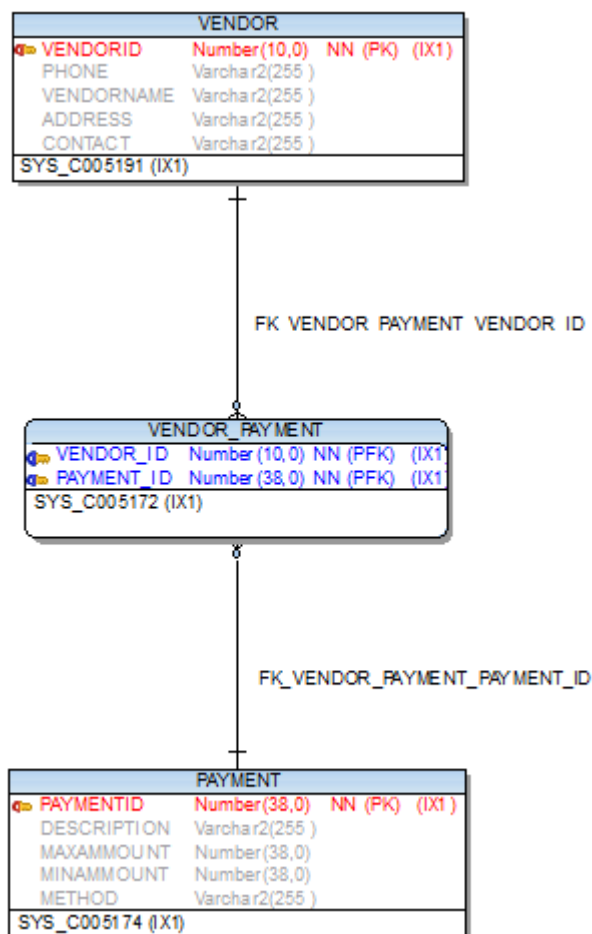 VENDOR
VENDORID Number(10,0) NN (PK) (IX1)
PHONE Varchar2(255 )
VENDORNAME Varchar2(255 )
ADDRESS Varchar2(255 )
CONTACT Varchar2(255 )
SYS_C005191 (IX1)
FK VENDOR PAYMENT VENDOR ID
VENDOR_PAYMENT
VENDOR_ID Number(10,0) NN (PFK) (IX1
PAYMENT_ID Number(38,0) NN (PFK) (IX1
SYS_C005172 (IX1)
FK_VENDOR_PAYMENT_PAYMENT_ID
PAYMENT
PAYMENTID Number(38,0) NN (PK) (IX1)
DESCRIPTION Varchar2(255 )
MAXAMMOUNT Number(38,0)
MINAMMOUNT Number(38,0)
METHOD Varchar2(255 )
SYS_C005174 (IX1)